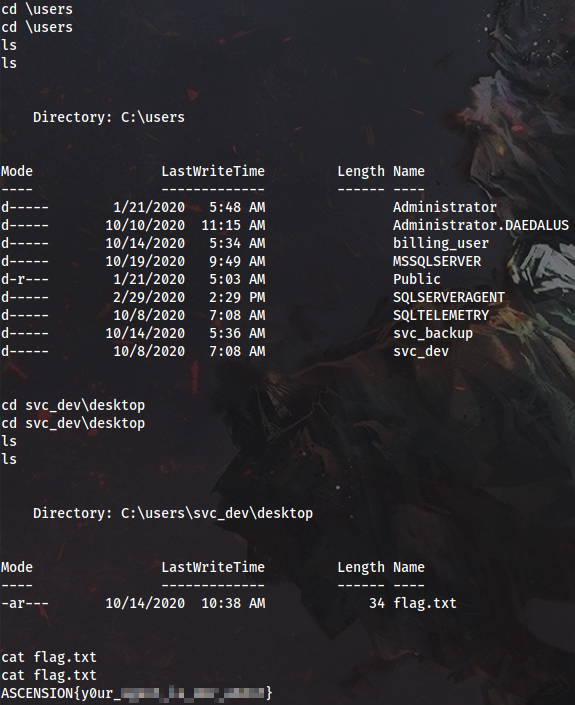 cd \users
cd \users
ls
ls
Directory: C:\users
Mode LastWriteTime Length Name
---- ------------- ------ ----
d----- 1/21/2020 5:48 AM Administrator
d----- 10/10/2020 11:15 AM Administrator.DAEDALUS
d----- 10/14/2020 5:34 AM billing_user
d----- 10/19/2020 9:49 AM MSSQLSERVER
d-r--- 1/21/2020 5:03 AM Public
d----- 2/29/2020 2:29 PM SQLSERVERAGENT
d----- 10/8/2020 7:08 AM SQLTELEMETRY
d----- 10/14/2020 5:36 AM svc_backup
d----- 10/8/2020 7:08 AM svc_dev
cd svc_dev\desktop
cd svc_dev\desktop
ls
ls
Directory: C:\users\svc_dev\desktop
Mode LastWriteTime Length Name
---- ------------- ------ ----
-ar--- 10/14/2020 10:38 AM 34 flag.txt
cat flag.txt
cat flag.txt
ASCENSION{y0ur_ }